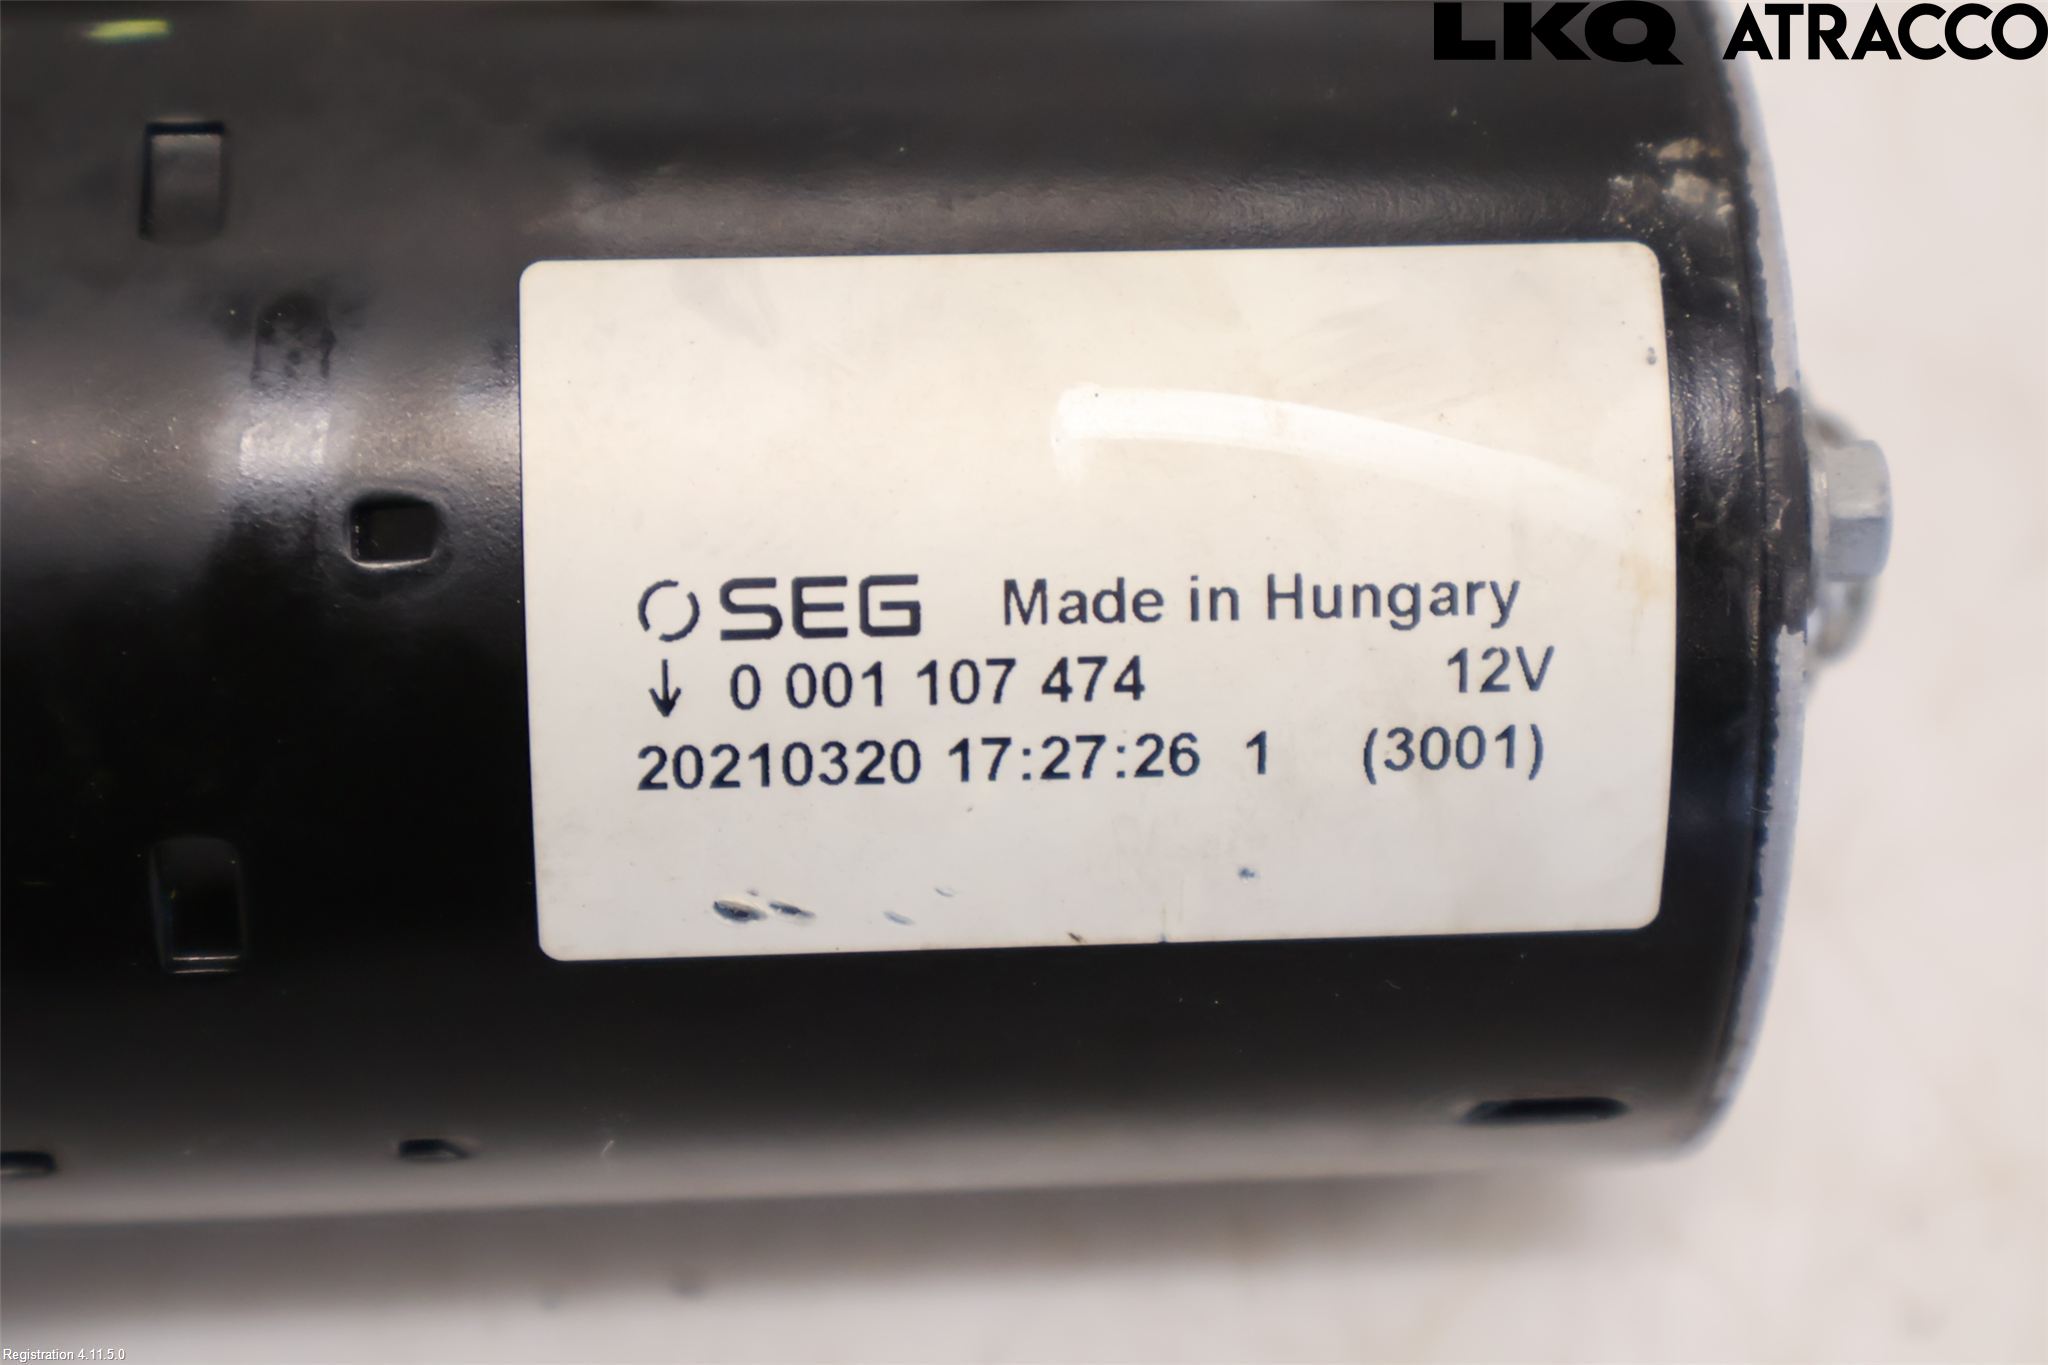 LKQ ATRACCO
SEG Made in Hungary
↓ 0 001 107 474 12V
20210320 17:27:26 1 (3001)
Registration 4.11.5.0